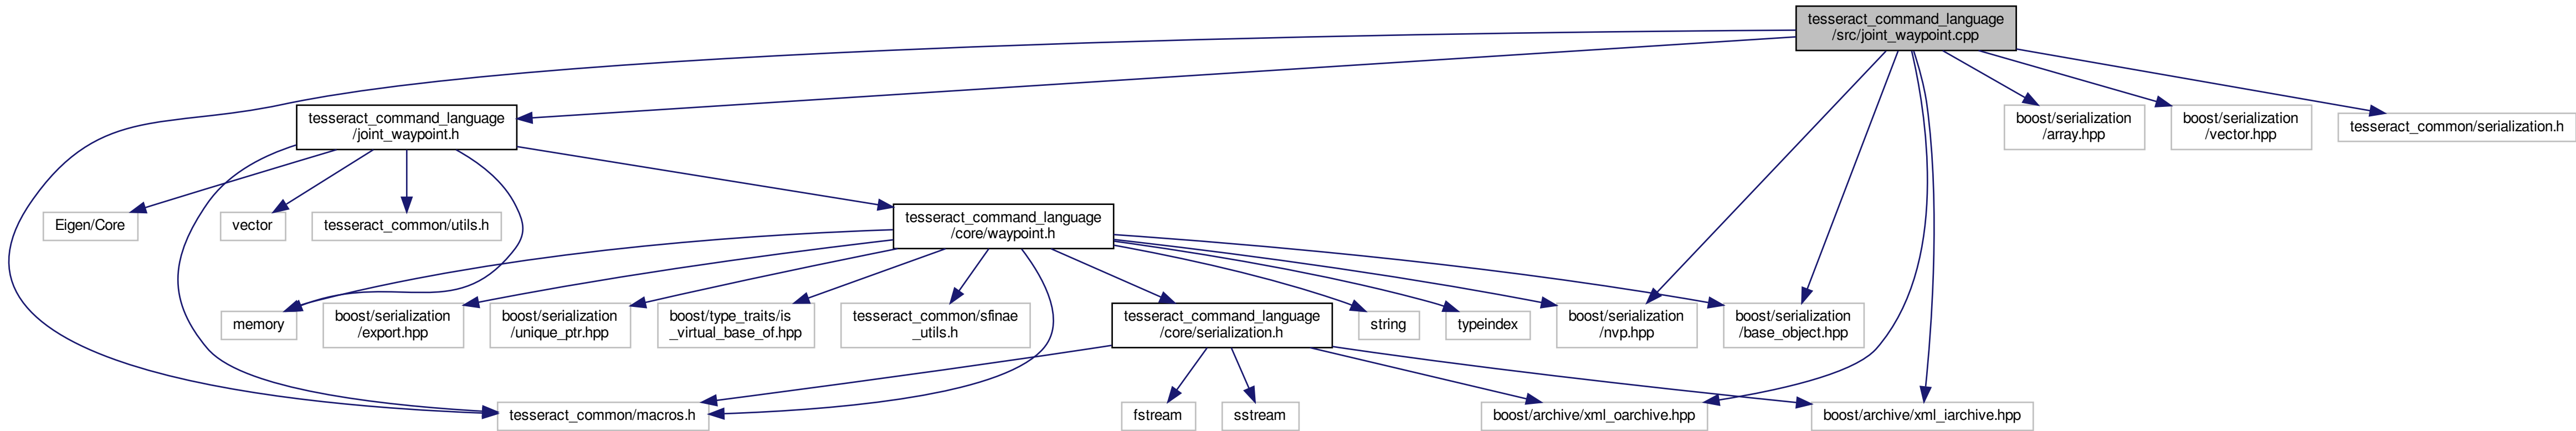 tesseract_command_language
/src/joint_waypoint.cpp
tesseract_command_language
/joint_waypoint.h
boost/serialization
/array.hpp
boost/serialization
/vector.hpp
tesseract_common/serialization.h
Eigen/Core
vector
tesseract_common/utils.h
tesseract_command_language
/core/waypoint.h
memory
boost/serialization
/export.hpp
boost/serialization
/unique_ptr.hpp
boost/type_traits/is
_virtual_base_of.hpp
tesseract_common/sfinae
_utils.h
tesseract_command_language
/core/serialization.h
string
typeindex
boost/serialization
/nvp.hpp
boost/serialization
/base_object.hpp
tesseract_common/macros.h
fstream
sstream
boost/archive/xml_oarchive.hpp
boost/archive/xml_iarchive.hpp